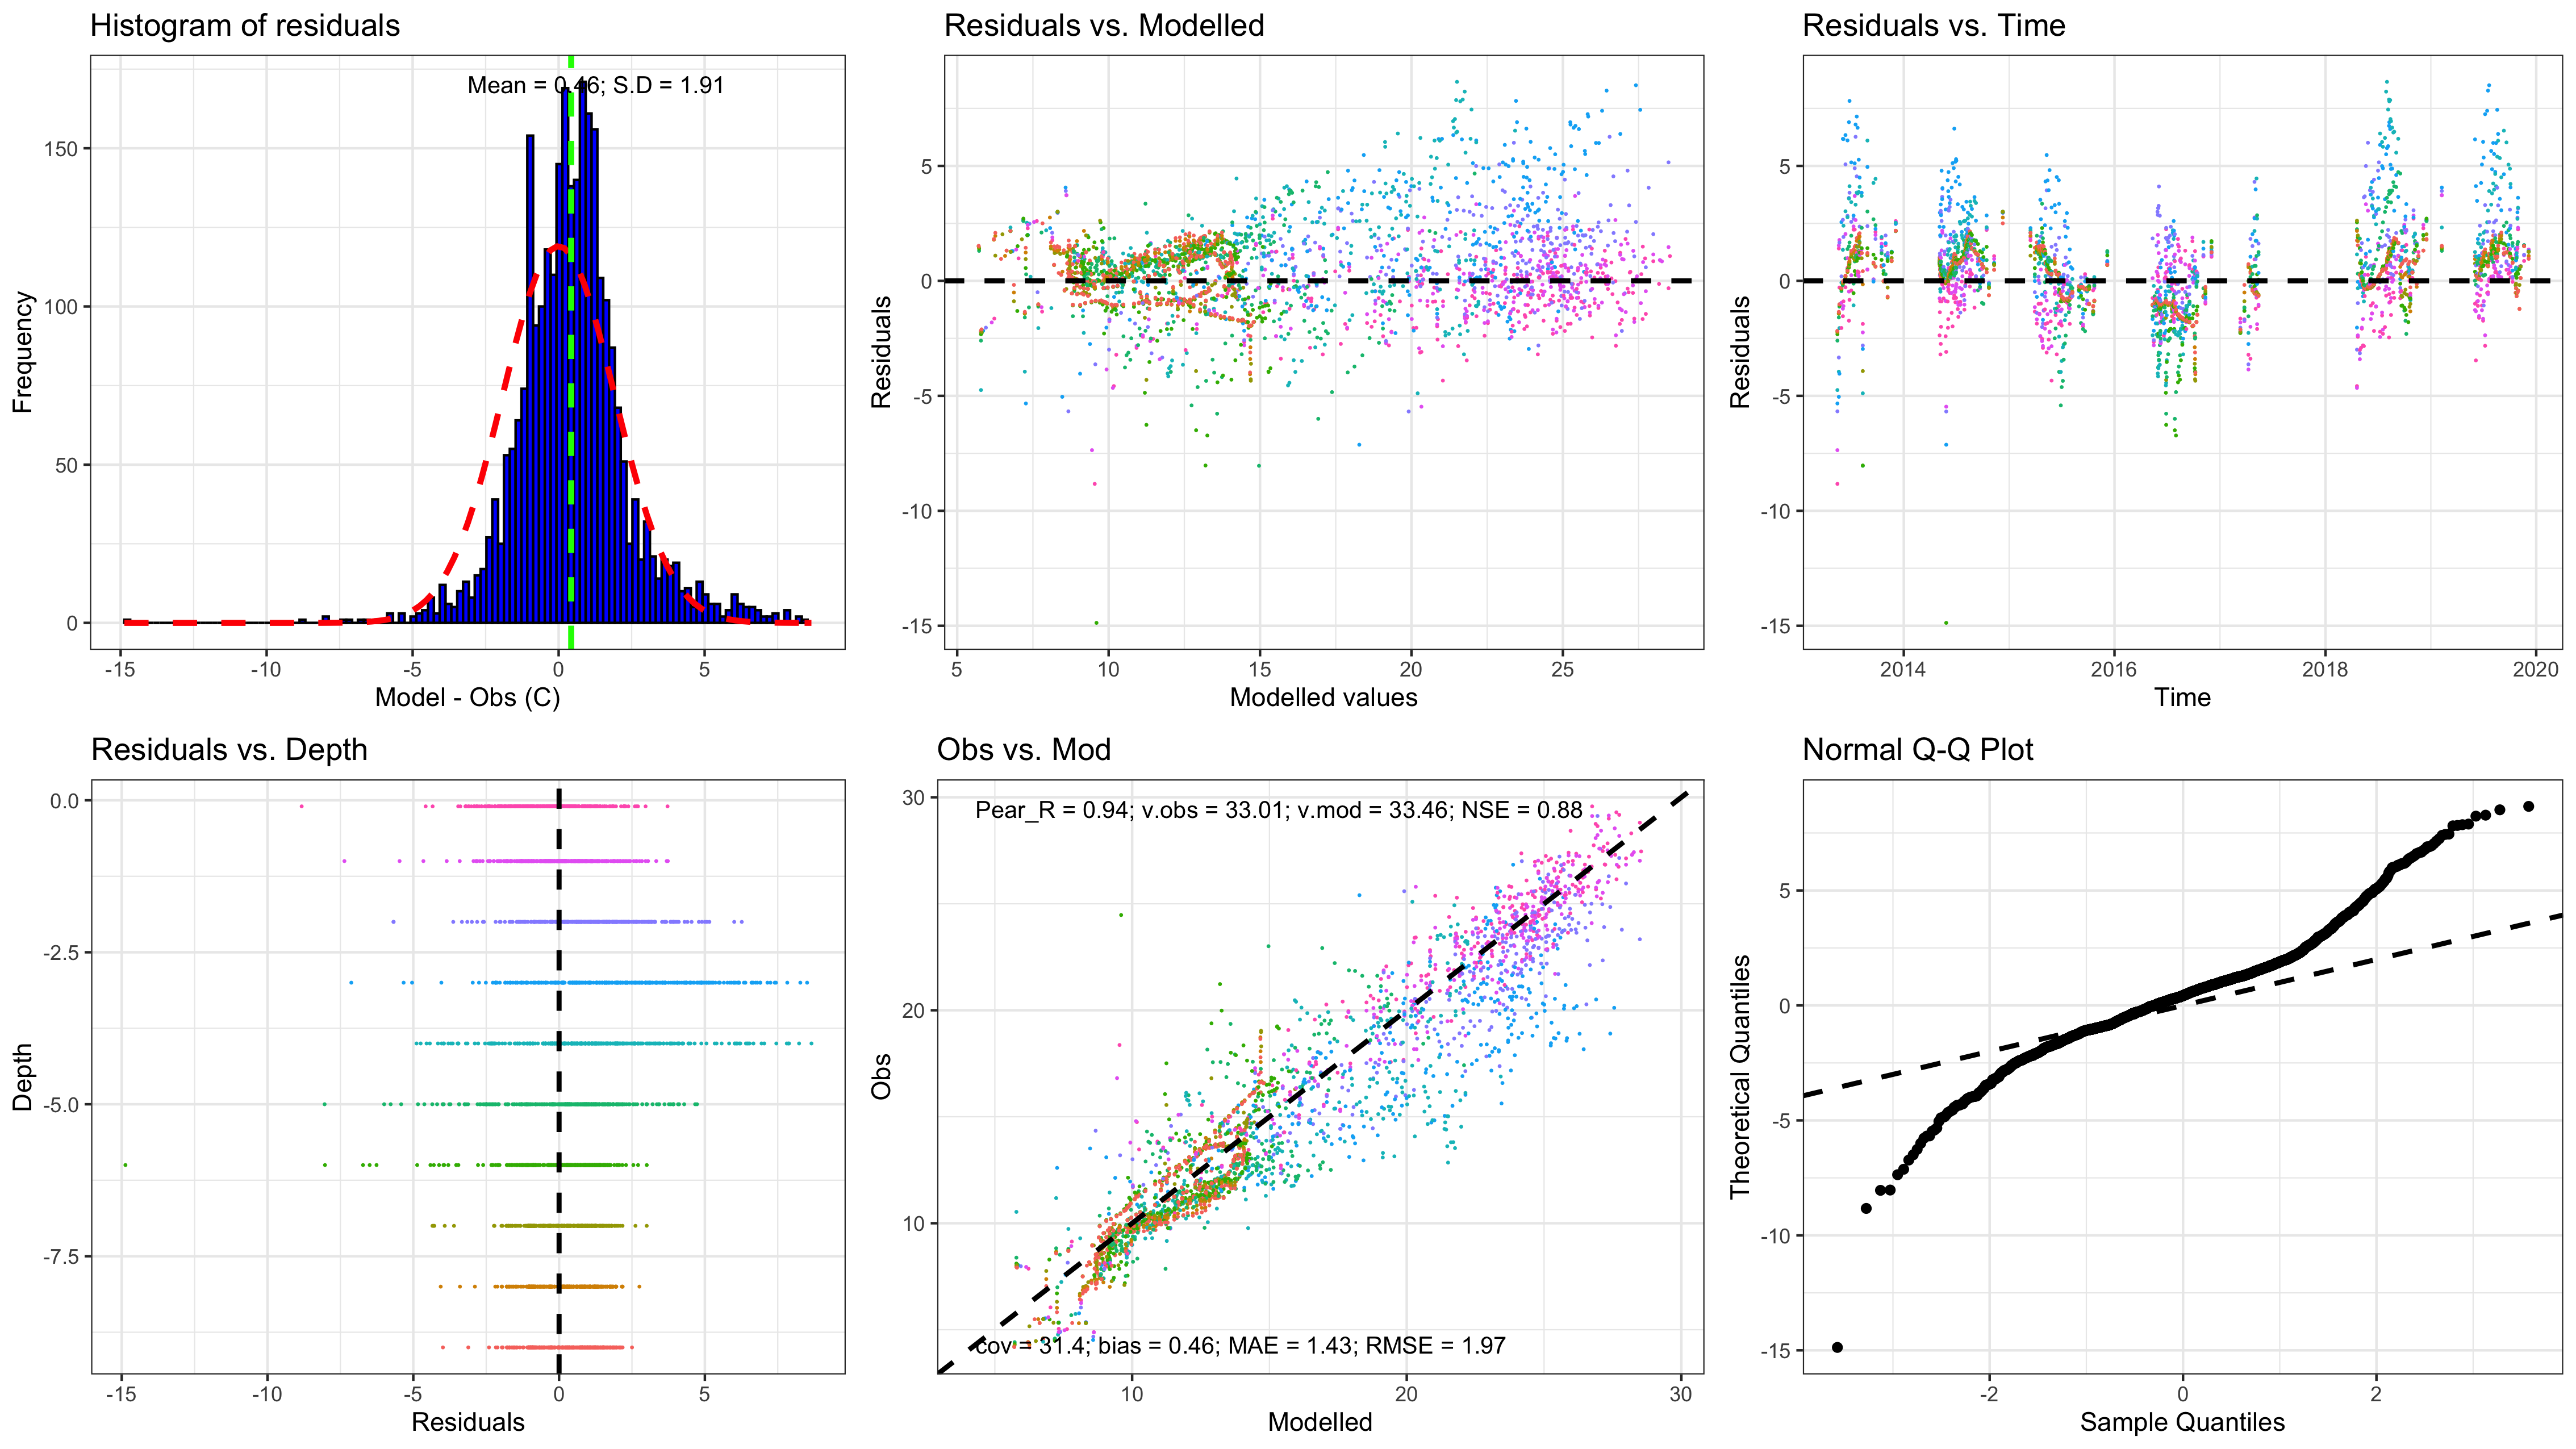 Histogram of residuals
Mean = 0.46; S.D = 1.91
Frequency
150
100
50
0
-15 -10 -5 0 5
Model - Obs (C)
Residuals vs. Modelled
Residuals
5
0
-5
-10
-15
5 10 15 20 25
Modelled values
Residuals vs. Time
Residuals
5
0
-5
-10
-15
2014 2016 2018 2020
Time
Residuals vs. Depth
Depth
0.0
-2.5
-5.0
-7.5
-15 -10 -5 0 5
Residuals
Obs vs. Mod
Pear_R = 0.94; v.obs = 33.01; v.mod = 33.46; NSE = 0.88
Obs
30
20
10
cov = 31.4; bias = 0.46; MAE = 1.43; RMSE = 1.97
10 20 30
Modelled
Normal Q-Q Plot
Theoretical Quantiles
5
0
-5
-10
-15
-2 0 2
Sample Quantiles